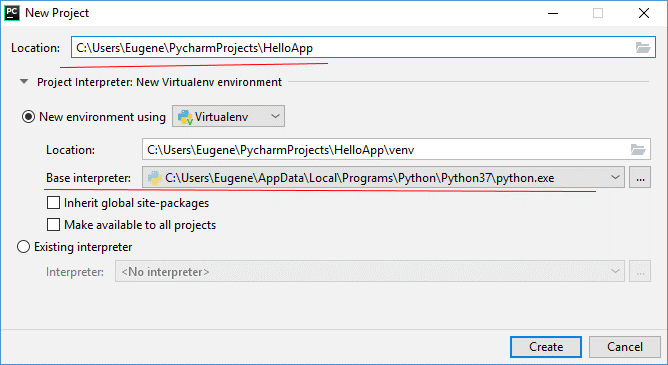 PC New Project
Location: C:\Users\Eugene\PycharmProjects\HelloApp
Project Interpreter: New Virtualenv environment
New environment using Virtualenv
Location: C:\Users\Eugene\PycharmProjects\HelloApp\venv
Base interpreter: C:\Users\Eugene\AppData\Local\Programs\Python\Python37\python.exe ...
Inherit global site-packages
Make available to all projects
Existing interpreter
Interpreter: <No interpreter> ...
Create Cancel